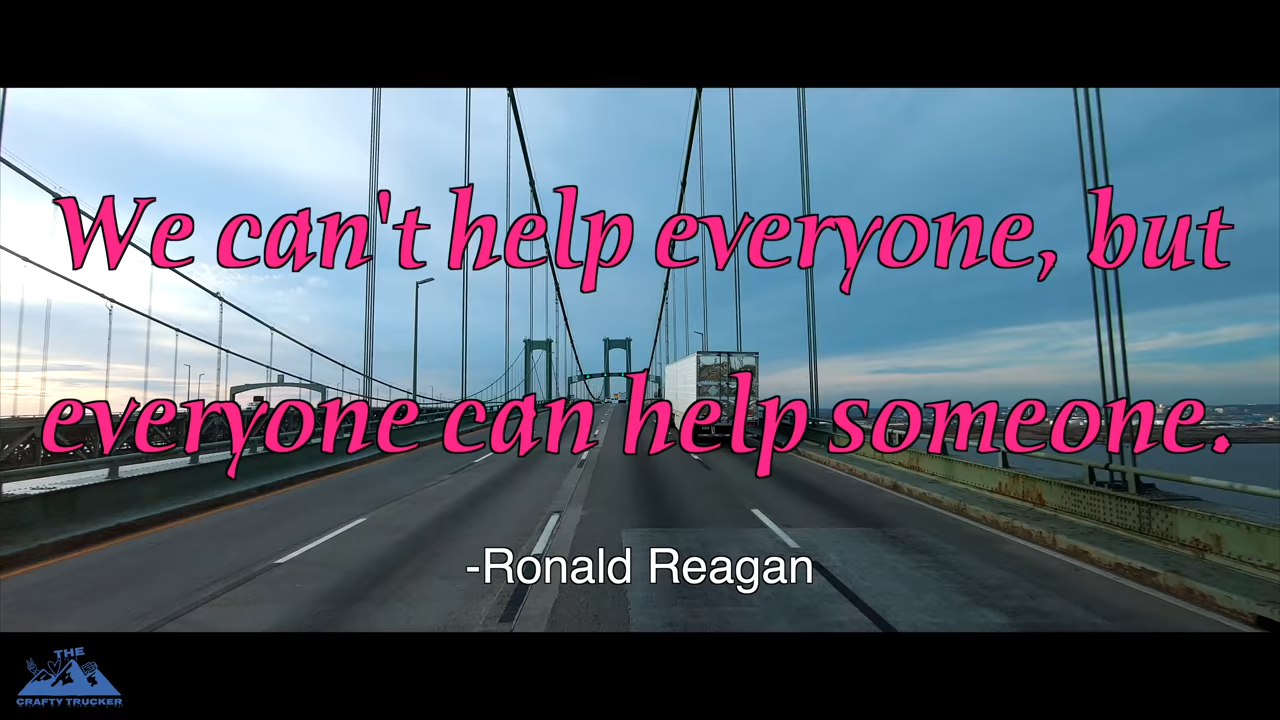 We can't help everyone, but
everyone can help someone.
-Ronald Reagan
THE
CRAFTY TRUCKER